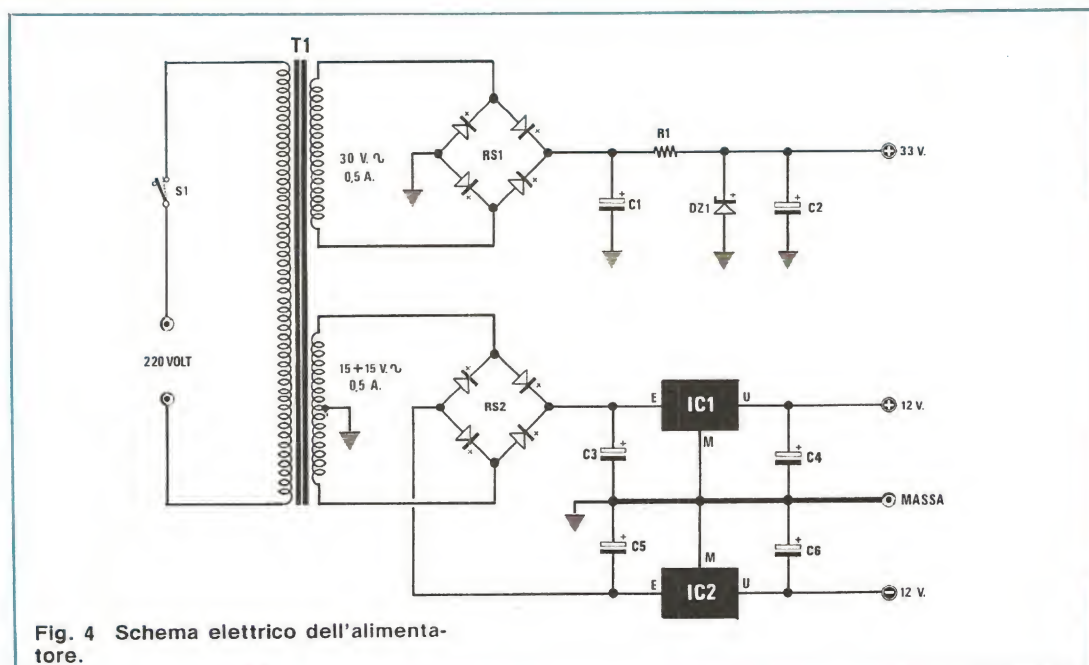 T1
S1
220 VOLT
30 V. ∿
0,5 A.
RS1
C1
R1
DZ1
C2
+ 33 V.
15+15 V. ∿
0,5 A.
RS2
C3
E
IC1
U
M
C4
+ 12 V.
MASSA
C5
M
C6
E
IC2
U
- 12 V.
Fig. 4 Schema elettrico dell'alimenta-
tore.